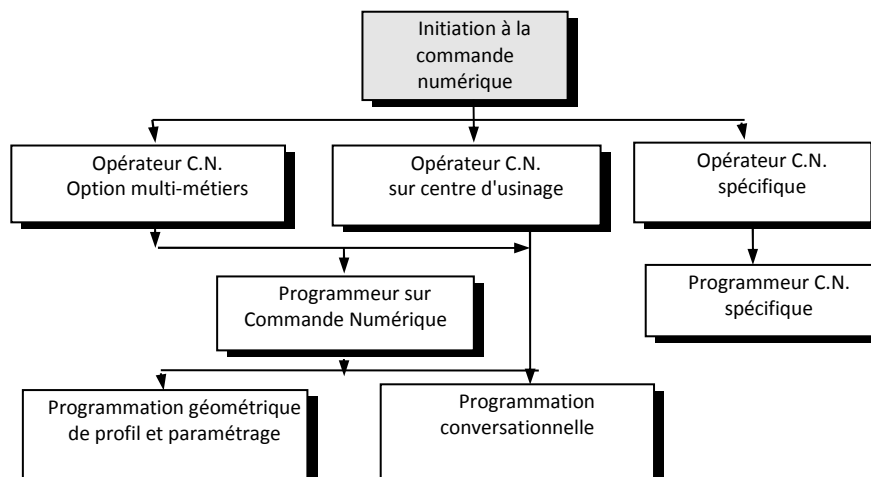 Initiation à la
commande
numérique
Opérateur C.N.
Option multi-métiers
Opérateur C.N.
sur centre d'usinage
Opérateur C.N.
spécifique
Programmeur sur
Commande Numérique
Programmeur C.N.
spécifique
Programmation géométrique
de profil et paramétrage
Programmation
conversationnelle